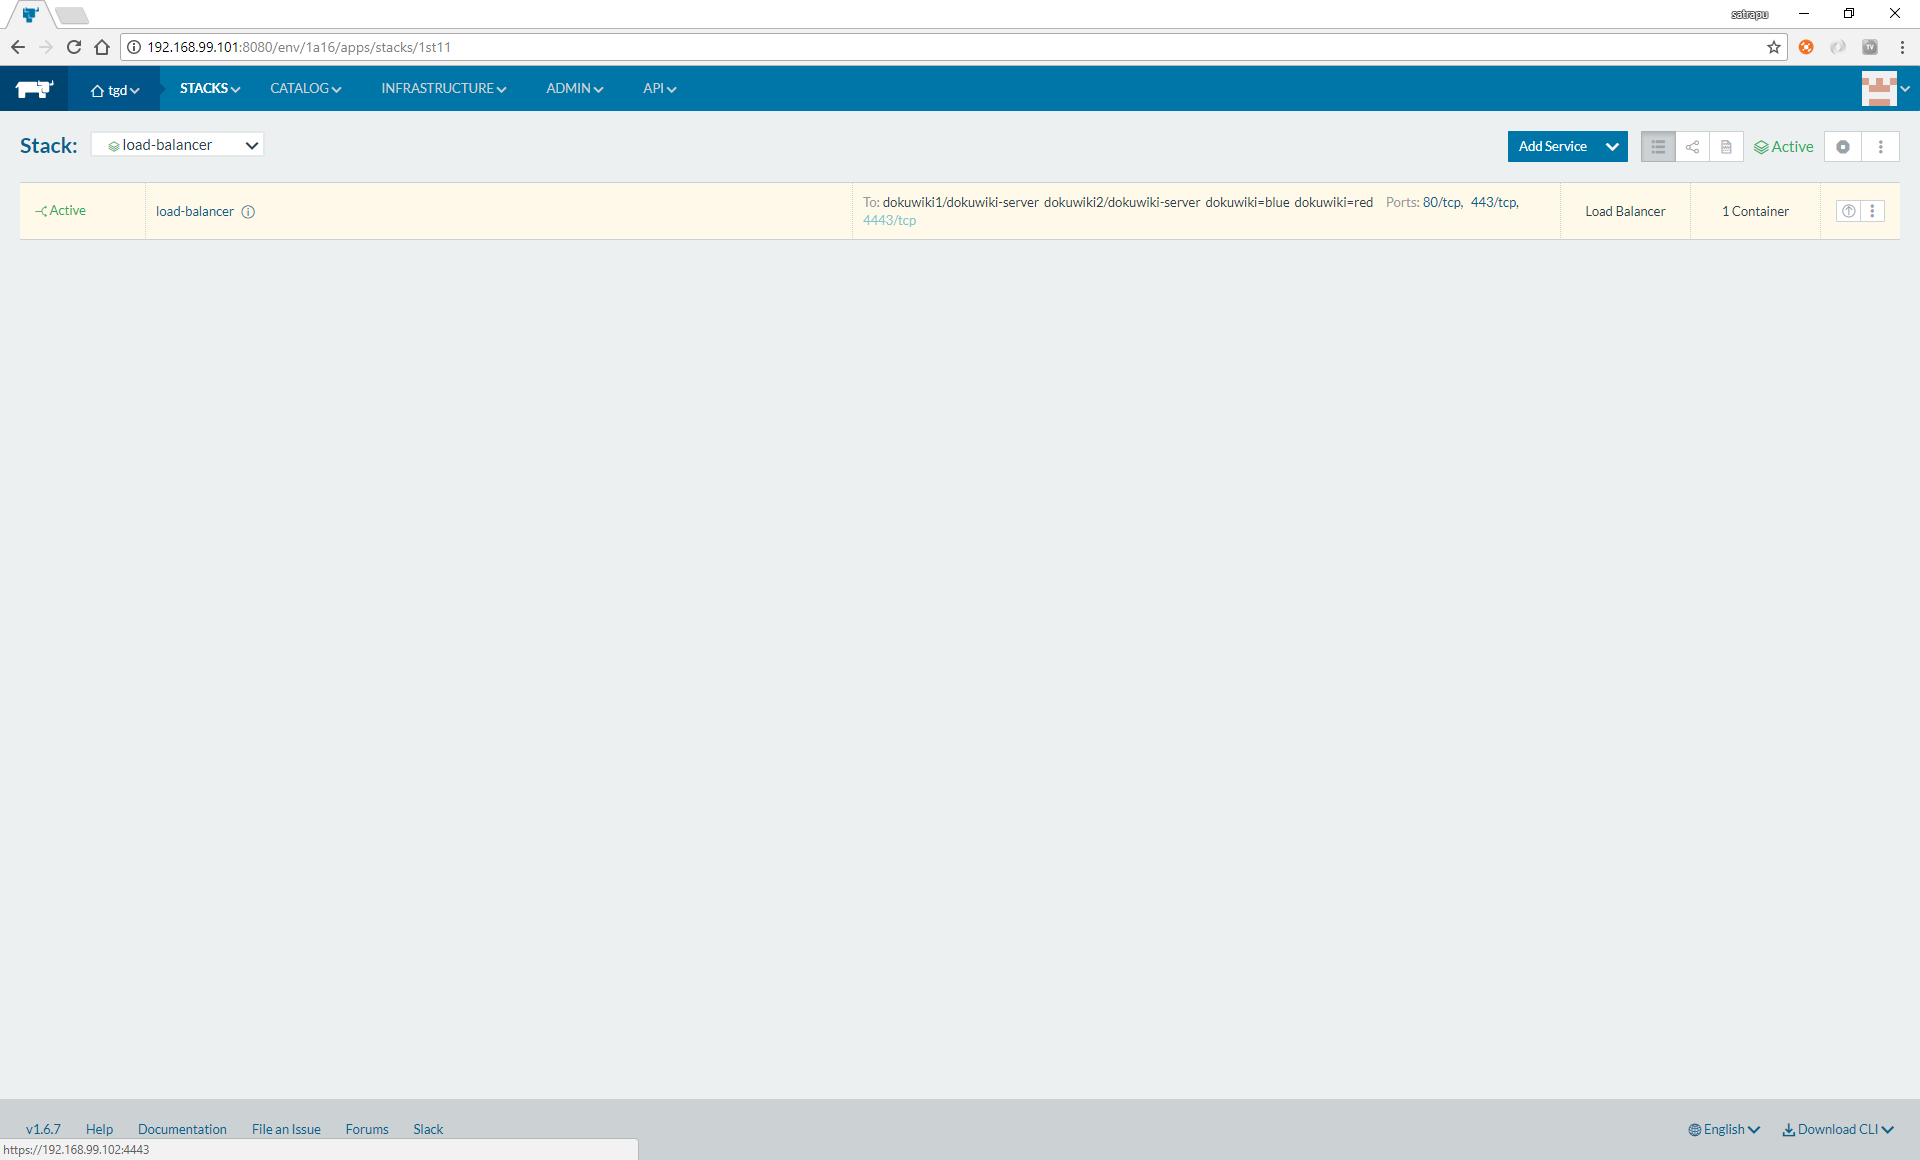 satrapu
192.168.99.101:8080/env/1a16/apps/stacks/1st11
TV
tgd STACKS CATALOG INFRASTRUCTURE ADMIN API
Stack: load-balancer Add Service Active
Active load-balancer To: dokuwiki1/dokuwiki-server dokuwiki2/dokuwiki-server dokuwiki=blue dokuwiki=red Ports: 80/tcp, 443/tcp, Load Balancer 1 Container
4443/tcp
v1.6.7 Help Documentation File an Issue Forums Slack English Download CLI
https://192.168.99.102:4443